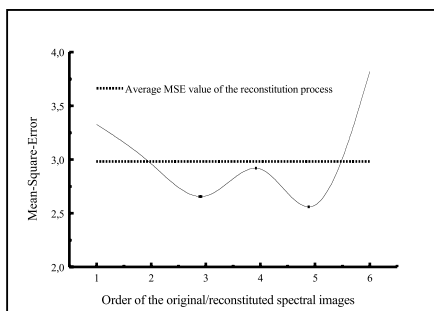 4,0
3,5
3,0
2,5
2,0
Mean-Square-Error
Average MSE value of the reconstitution process
1 2 3 4 5 6
Order of the original/reconstituted spectral images